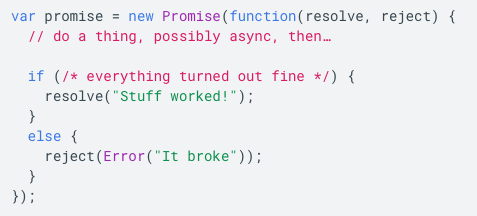 var promise = new Promise(function(resolve, reject) {
  // do a thing, possibly async, then…

  if (/* everything turned out fine */) {
    resolve("Stuff worked!");
  }
  else {
    reject(Error("It broke"));
  }
});